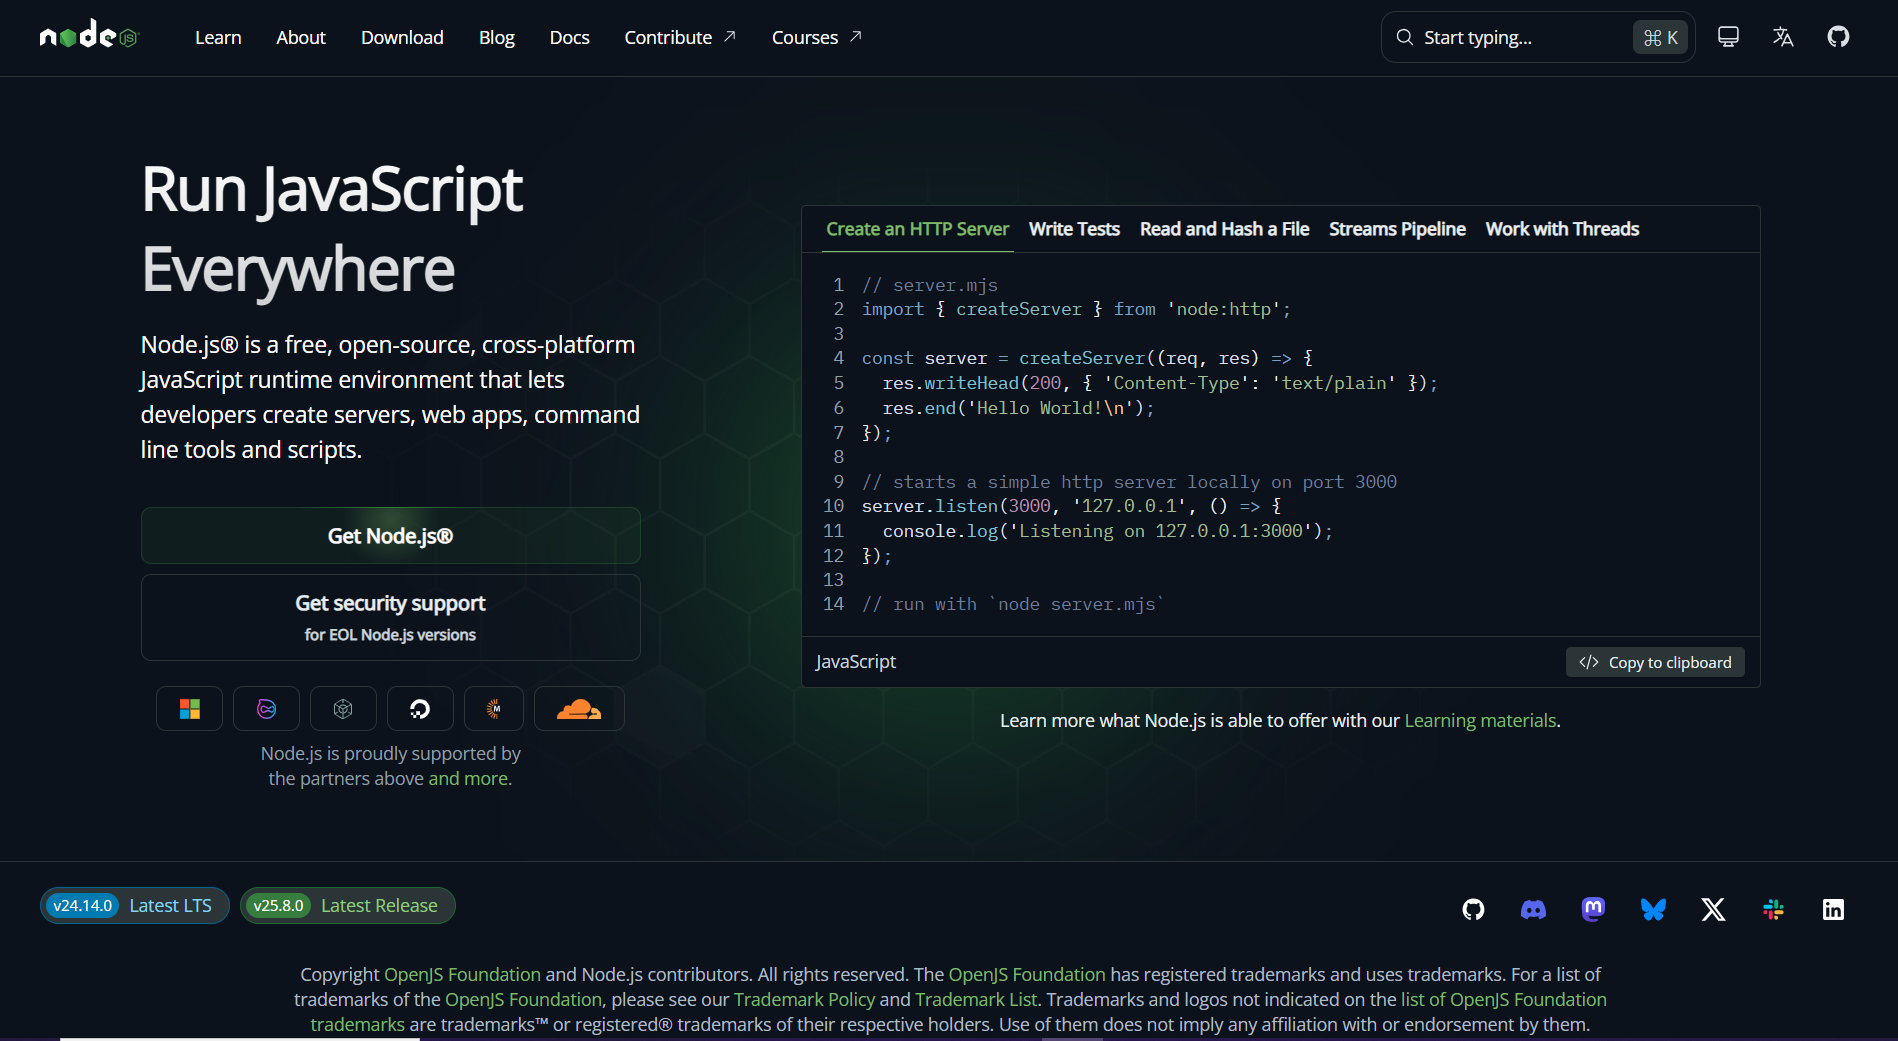 node JS
Learn About Download Blog Docs Contribute Courses
Start typing... ⌘ K
Run JavaScript
Everywhere
Node.js® is a free, open-source, cross-platform
JavaScript runtime environment that lets
developers create servers, web apps, command
line tools and scripts.
Get Node.js®
Get security support
for EOL Node.js versions
M
Node.js is proudly supported by
the partners above and more.
Create an HTTP Server Write Tests Read and Hash a File Streams Pipeline Work with Threads
1 // server.mjs
2 import { createServer } from 'node:http';
3
4 const server = createServer((req, res) => {
5   res.writeHead(200, { 'Content-Type': 'text/plain' });
6   res.end('Hello World!\n');
7 });
8
9 // starts a simple http server locally on port 3000
10 server.listen(3000, '127.0.0.1', () => {
11   console.log('Listening on 127.0.0.1:3000');
12 });
13
14 // run with `node server.mjs`
JavaScript
</> Copy to clipboard
Learn more what Node.js is able to offer with our Learning materials.
v24.14.0 Latest LTS v25.8.0 Latest Release
Copyright OpenJS Foundation and Node.js contributors. All rights reserved. The OpenJS Foundation has registered trademarks and uses trademarks. For a list of
trademarks of the OpenJS Foundation, please see our Trademark Policy and Trademark List. Trademarks and logos not indicated on the list of OpenJS Foundation
trademarks are trademarks™ or registered® trademarks of their respective holders. Use of them does not imply any affiliation with or endorsement by them.